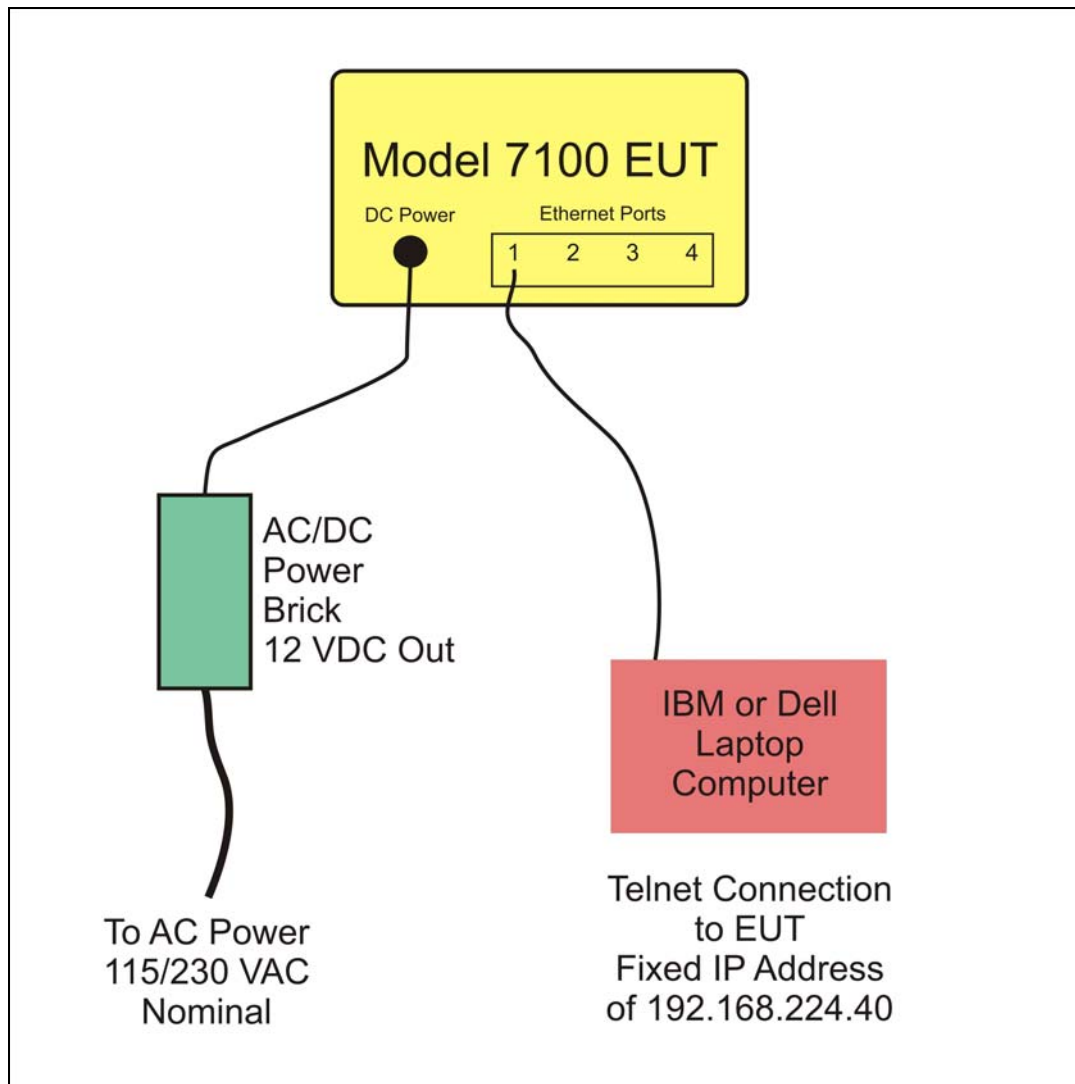 Model 7100 EUT
DC Power
Ethernet Ports
1 2 3 4
AC/DC
Power
Brick
12 VDC Out
IBM or Dell
Laptop
Computer
To AC Power
115/230 VAC
Nominal
Telnet Connection
to EUT
Fixed IP Address
of 192.168.224.40